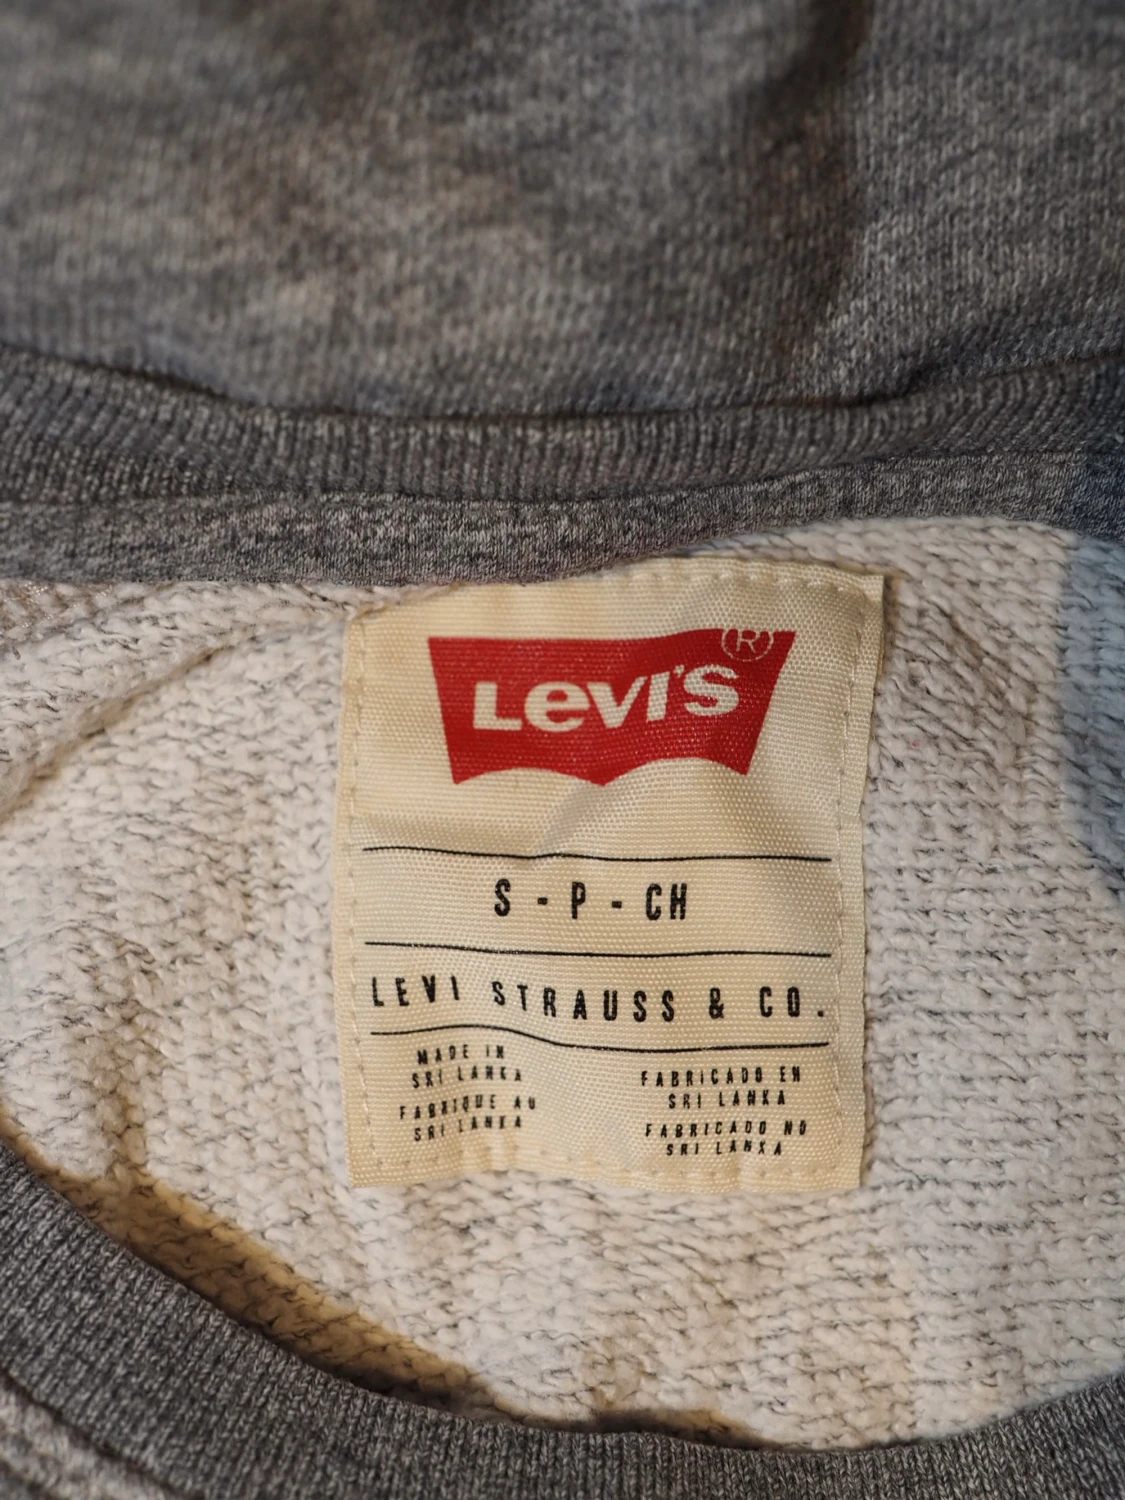 LEVI'S®
S - P - CH
LEVI STRAUSS & CO.
MADE IN
SRI LANKA
FABRIQUE AU
SRI LANKA
FABRICADO EN
SRI LANKA
FABRICADO NO
SRI LANKA